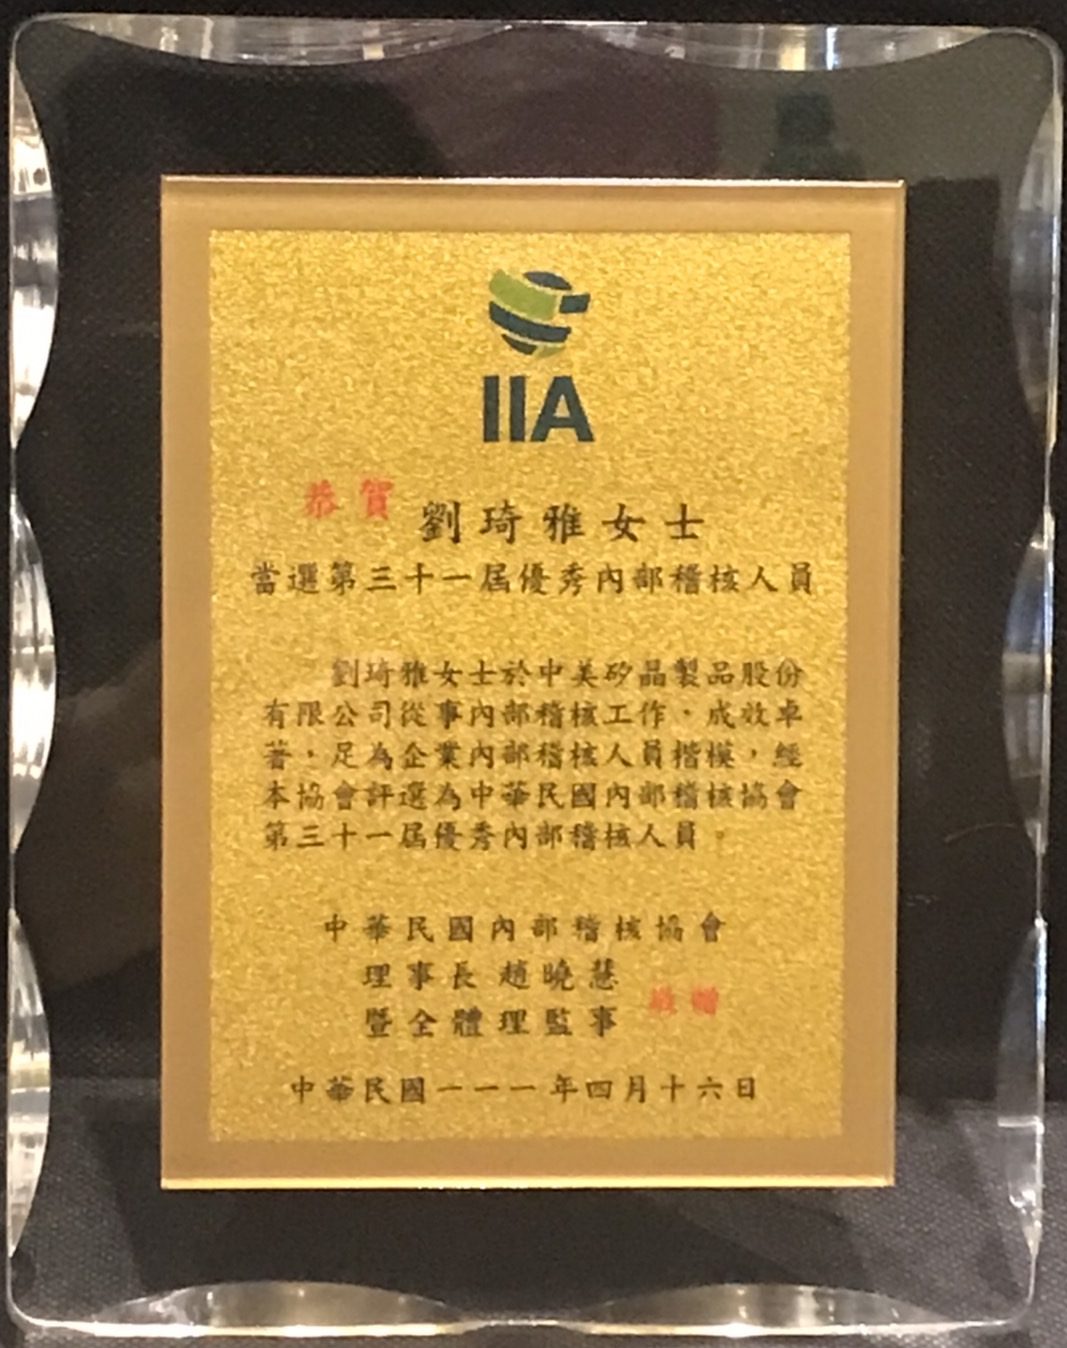 IIA
恭賀 劉琦雅女士
當選第三十一屆優秀內部稽核人員
劉琦雅女士於中美矽晶製品股份
有限公司從事內部稽核工作，成效卓
著，足為企業內部稽核人員楷模，經
本協會評選為中華民國內部稽核協會
第三十一屆優秀內部稽核人員。
中華民國內部稽核協會
理事長 趙曉慧
暨全體理監事
中華民國一一一年四月十六日